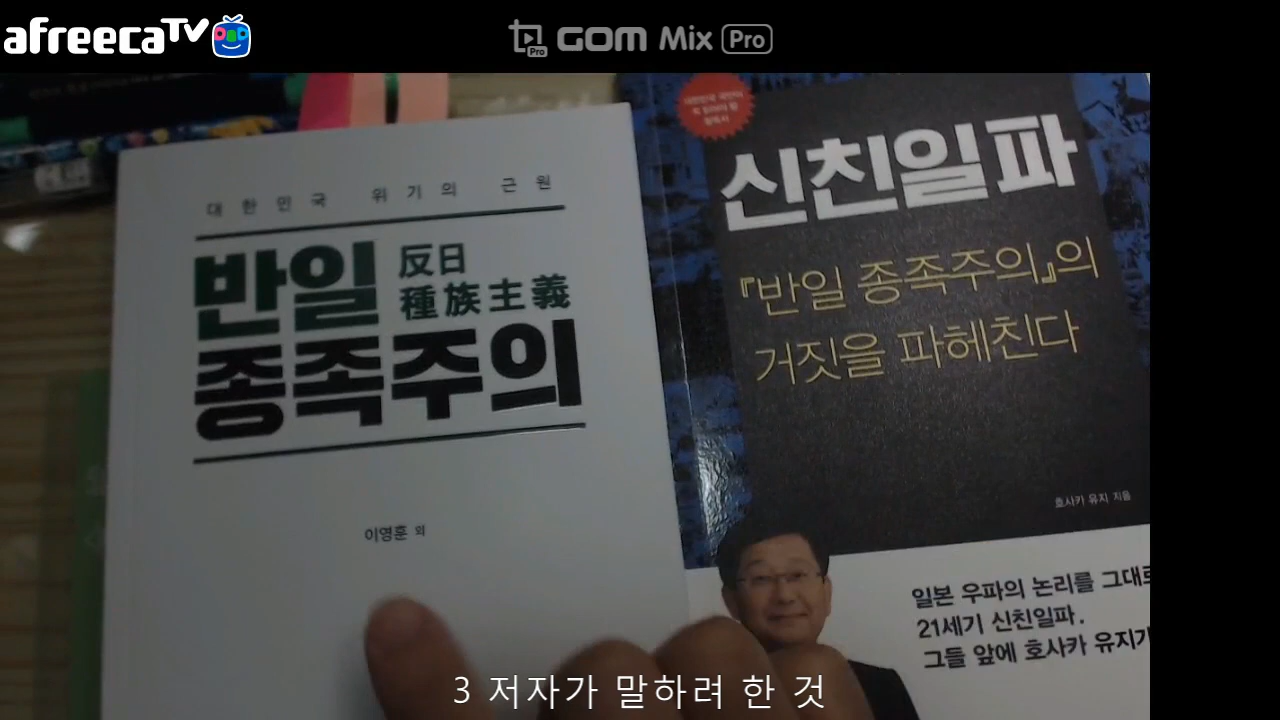 afreecaTV
GOM Mix Pro
Pro
대한민국 위기의 근원
반일 反日
種族主義
종족주의
이영훈 외
신친일파
『반일 종족주의』의
거짓을 파헤친다
호사카 유지 지음
일본 우파의 논리를 그대로
21세기 신친일파.
그들 앞에 호사카 유지가
3 저자가 말하려 한 것